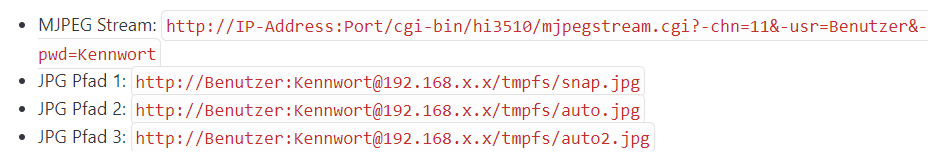 MJPEG Stream: http://IP-Address:Port/cgi-bin/hi3510/mjpegstream.cgi?-chn=11&-usr=Benutzer&-
pwd=Kennwort
JPG Pfad 1: http://Benutzer:Kennwort@192.168.x.x/tmpfs/snap.jpg
JPG Pfad 2: http://Benutzer:Kennwort@192.168.x.x/tmpfs/auto.jpg
JPG Pfad 3: http://Benutzer:Kennwort@192.168.x.x/tmpfs/auto2.jpg